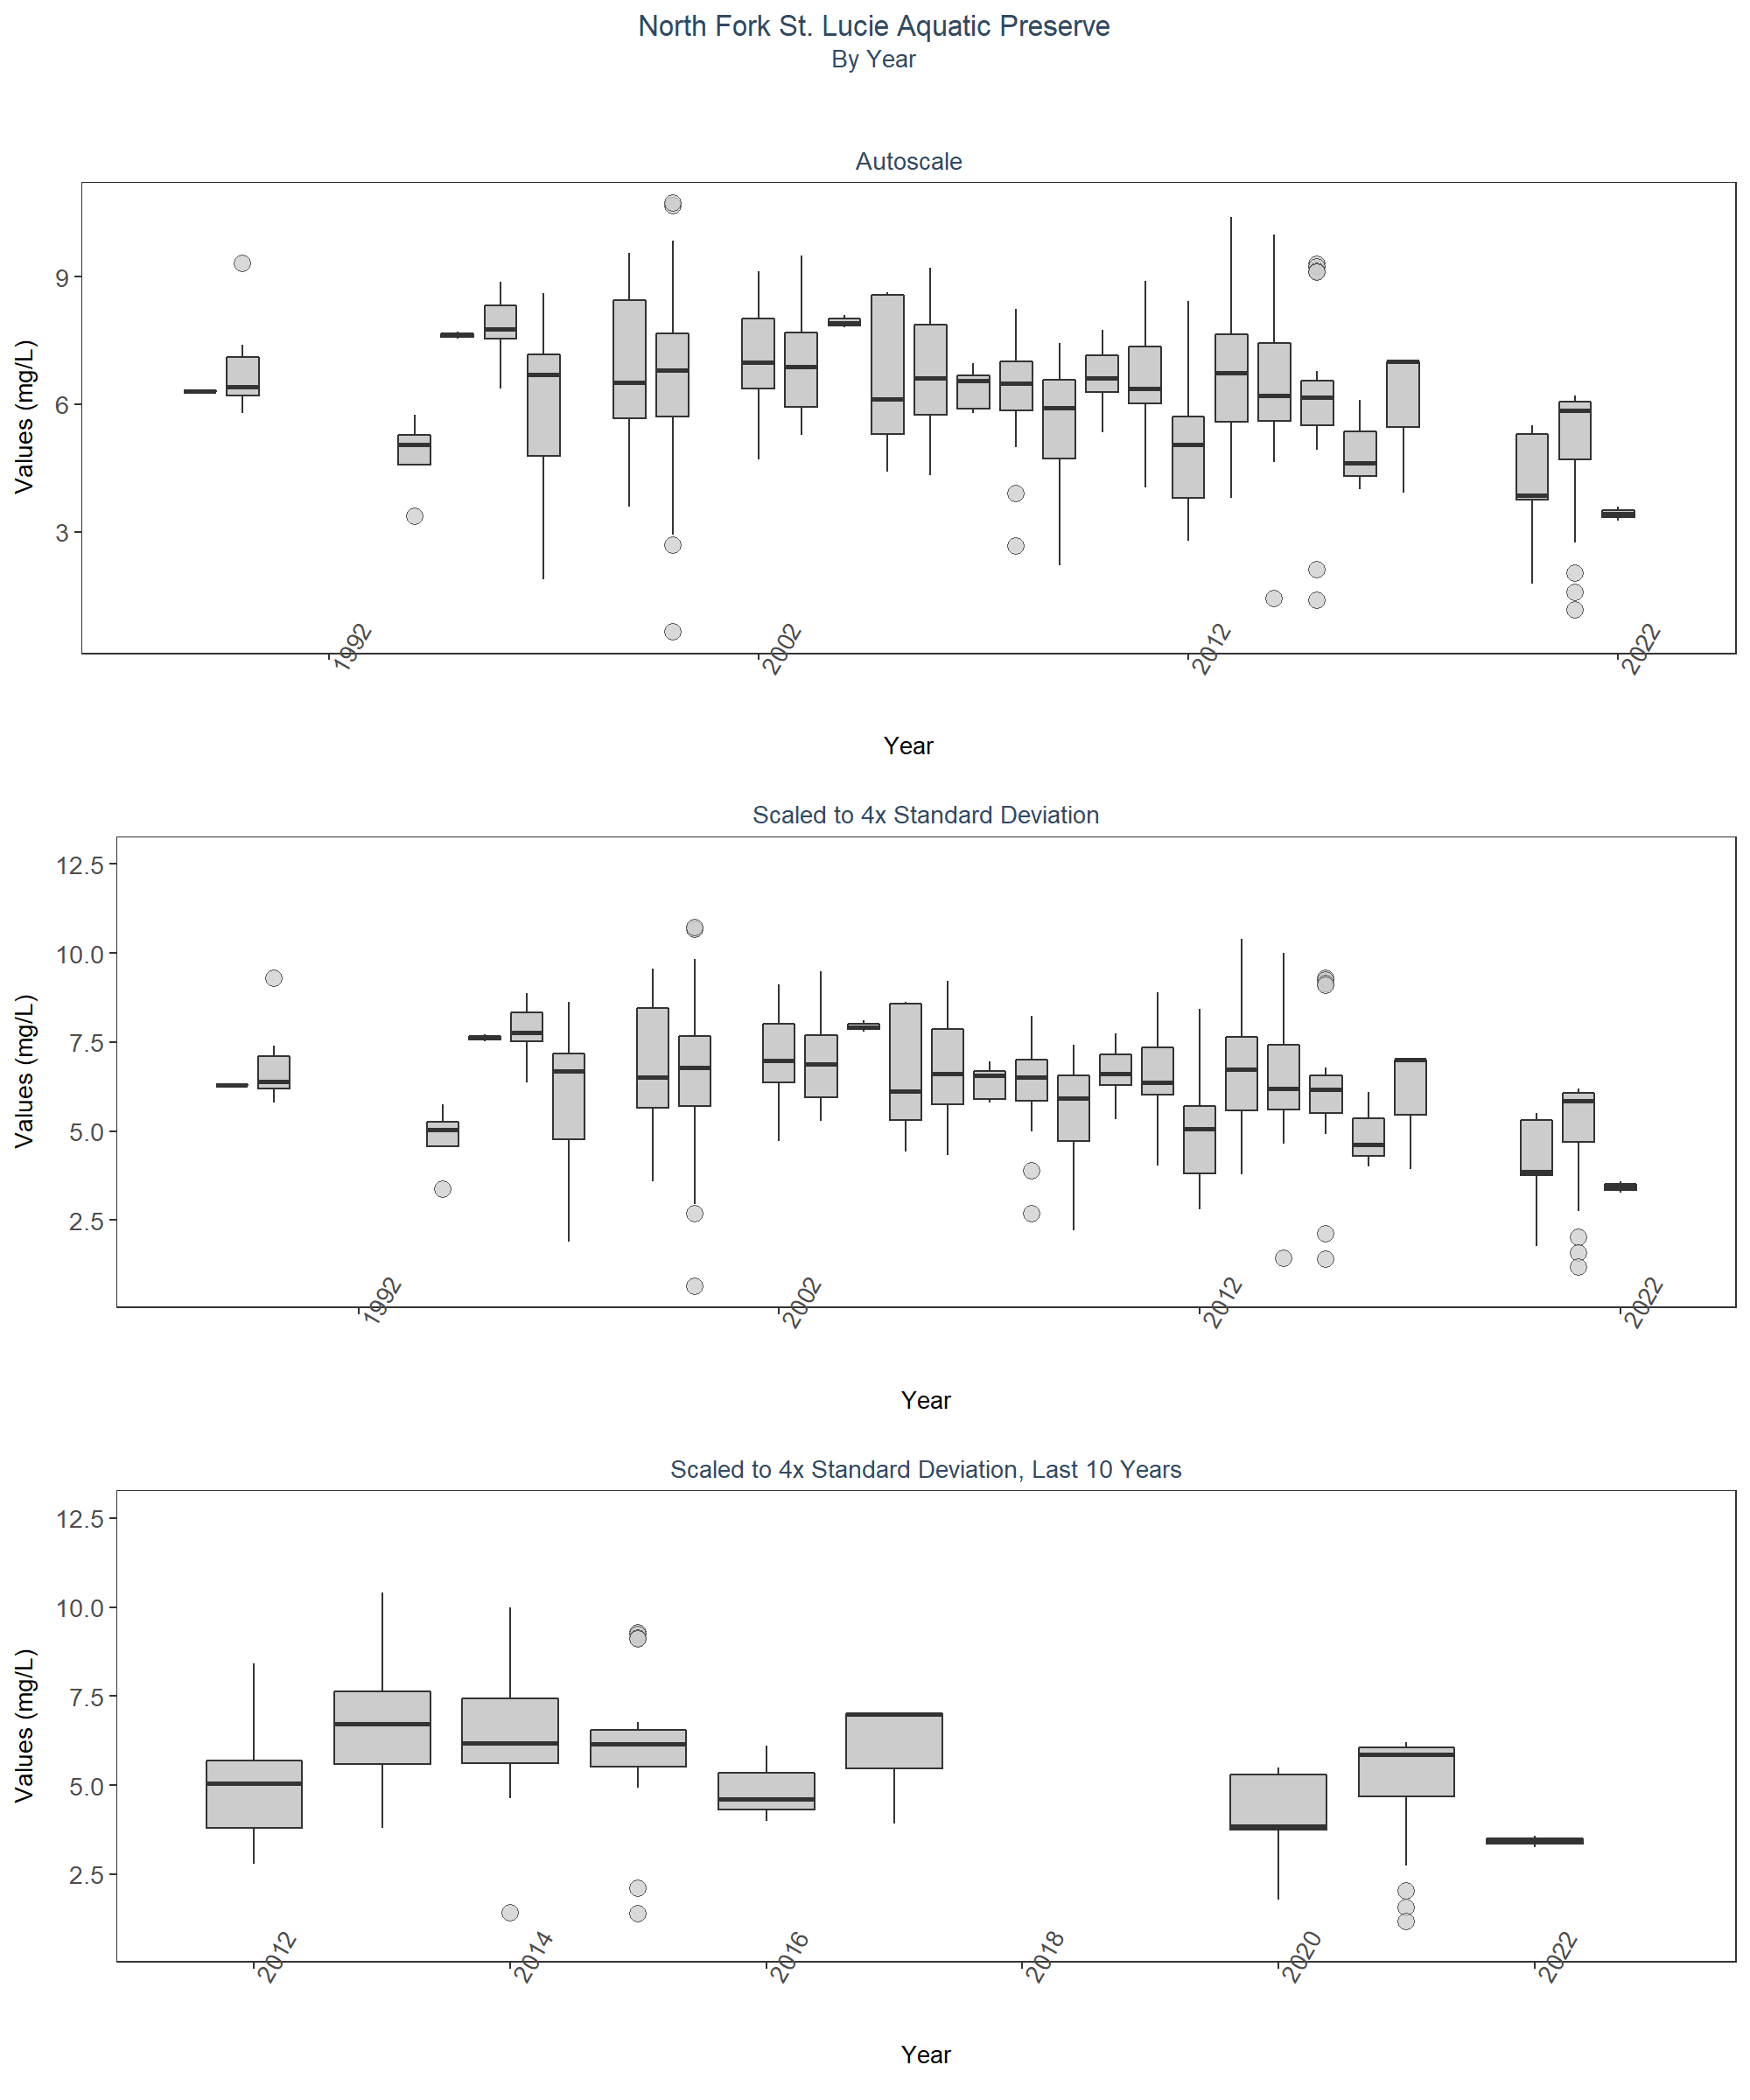 North Fork St. Lucie Aquatic Preserve
By Year
Autoscale
Values (mg/L)
9
6
3
1992
2002
2012
2022
Year
Scaled to 4x Standard Deviation
Values (mg/L)
12.5
10.0
7.5
5.0
2.5
1992
2002
2012
2022
Year
Scaled to 4x Standard Deviation, Last 10 Years
Values (mg/L)
12.5
10.0
7.5
5.0
2.5
2012
2014
2016
2018
2020
2022
Year